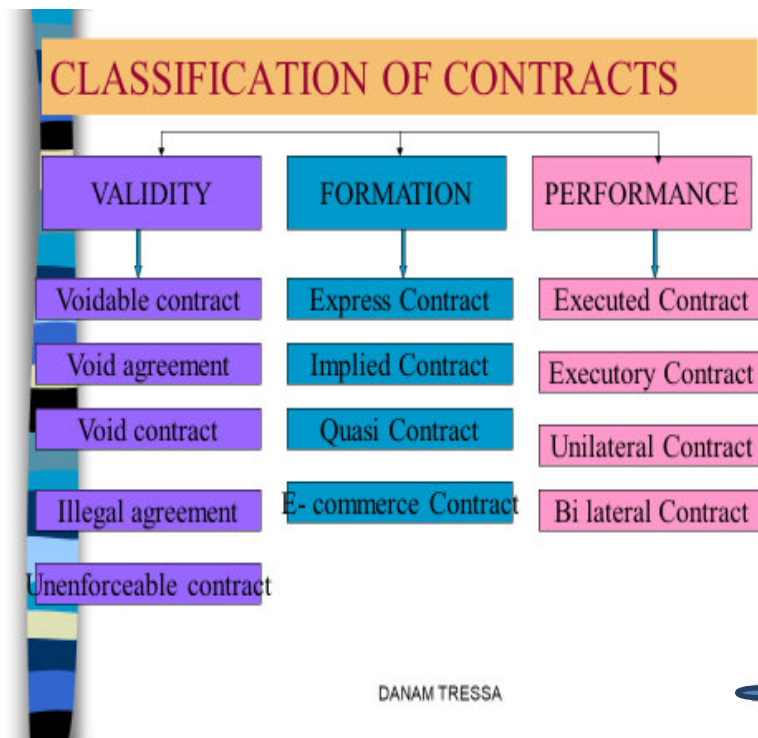 CLASSIFICATION OF CONTRACTS
VALIDITY
Voidable contract
Void agreement
Void contract
Illegal agreement
Unenforceable contract
FORMATION
Express Contract
Implied Contract
Quasi Contract
E- commerce Contract
PERFORMANCE
Executed Contract
Executory Contract
Unilateral Contract
Bi lateral Contract
DANAM TRESSA